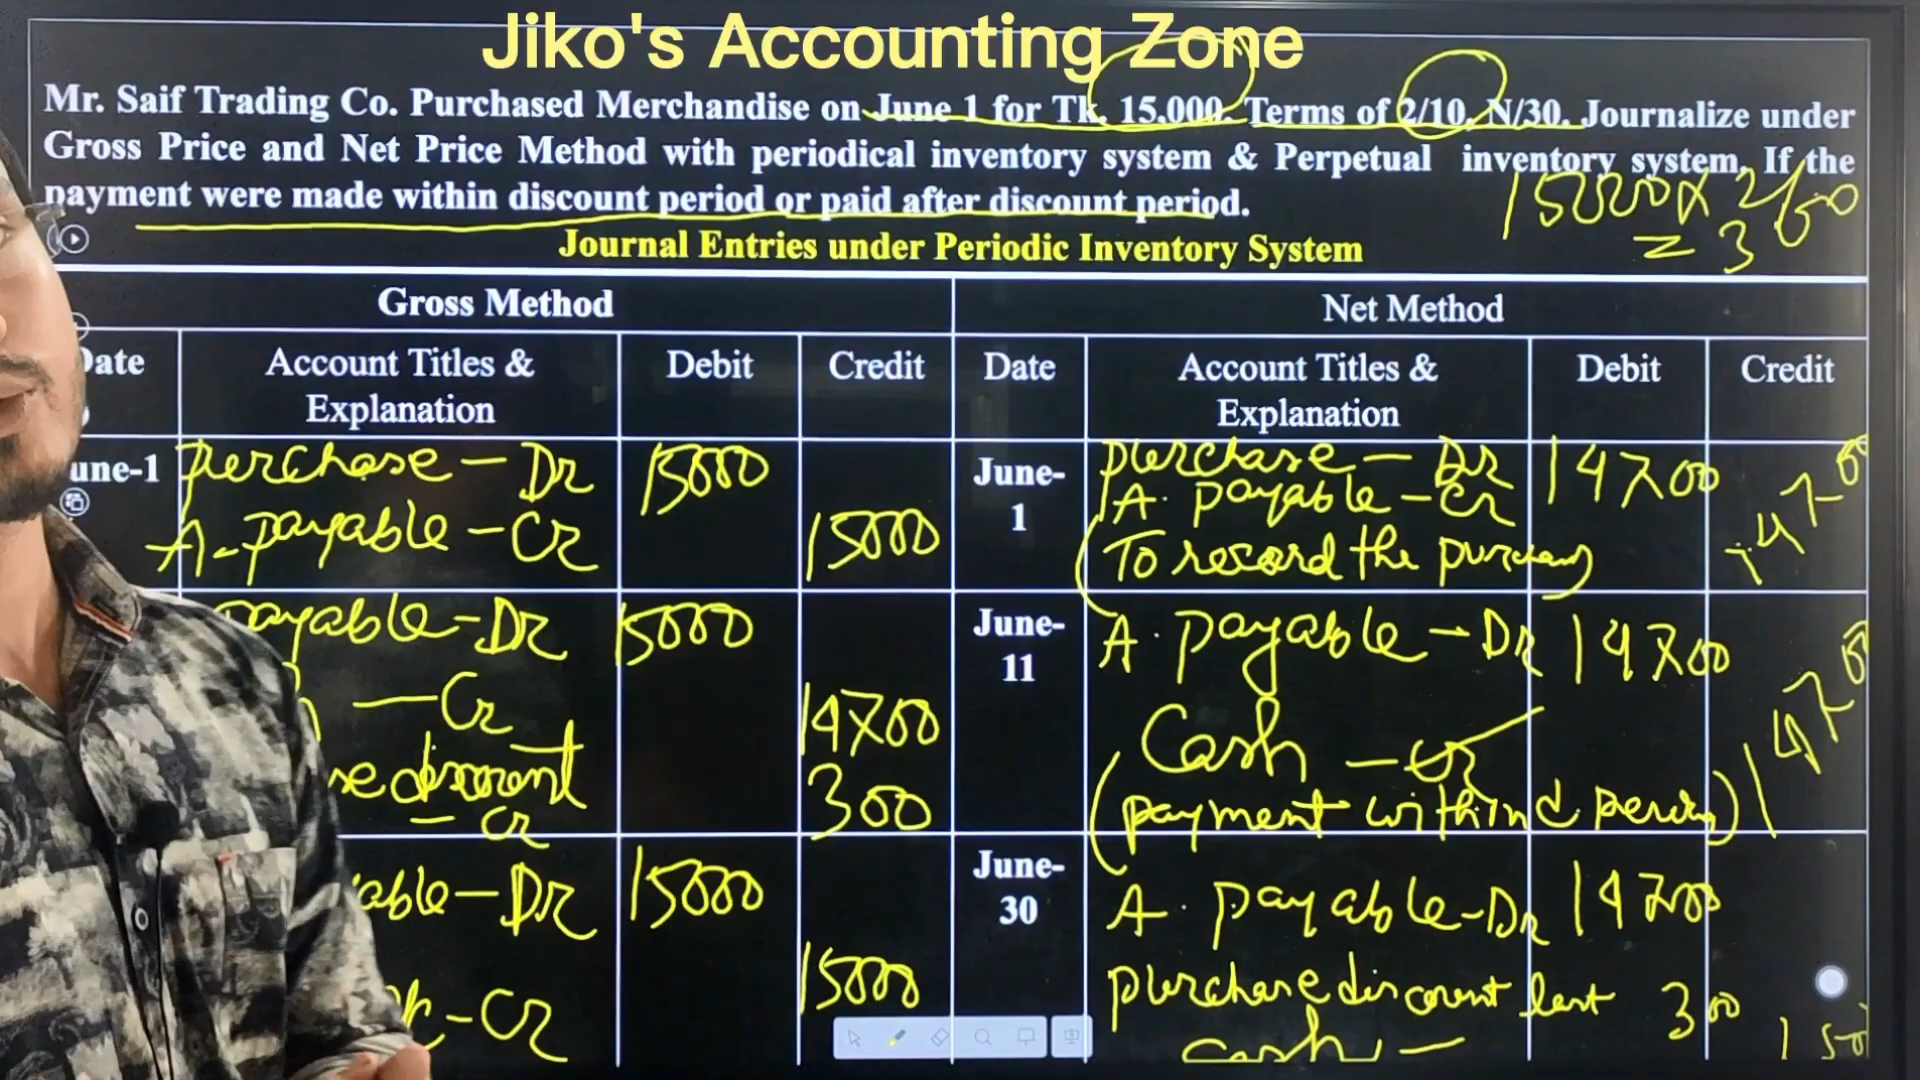 Jiko's Accounting Zone
Mr. Saif Trading Co. Purchased Merchandise on June 1 for Tk. 15,000. Terms of 2/10, N/30. Journalize under
Gross Price and Net Price Method with periodical inventory system & Perpetual inventory system, If the
payment were made within discount period or paid after discount period.
15000 x 2/100
= 300
Journal Entries under Periodic Inventory System
Gross Method Net Method
Date Account Titles & Explanation Debit Credit Date Account Titles & Explanation Debit Credit
une-1 purchase - Dr 15000
A. payable - Cr 15000
June-1 purchase - Dr 14700
A. payable - Cr 14700
(To record the
payable - Dr 15000
- Cr 14700
se discount - Cr 300
June-11 A. payable - Dr 14700
Cash - Cr 14700
(payment within d. period)
able - Dr 15000
- Cr 15000
June-30 A. payable - Dr 14700
purchase discount lost 300
cash - 150